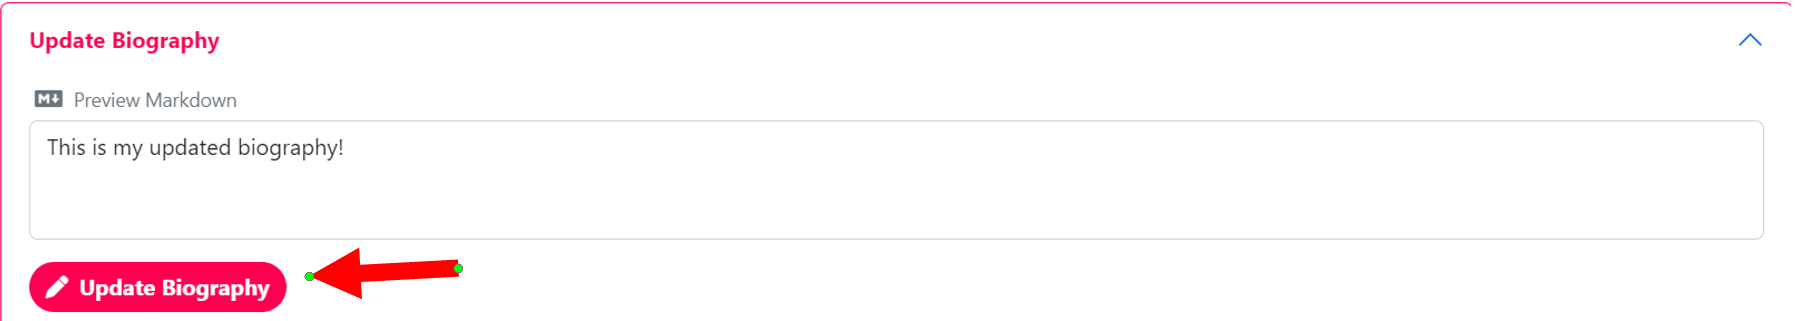 Update Biography
M Preview Markdown
This is my updated biography!
Update Biography